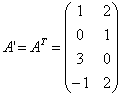 A' = A^T = 
1 2
0 1
3 0
-1 2